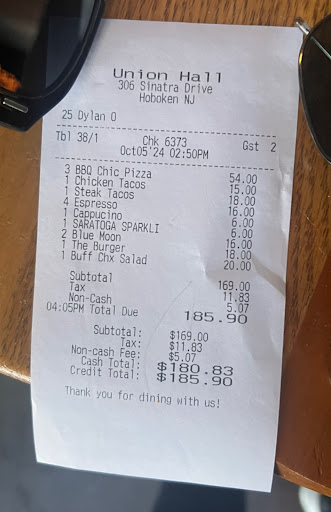 Union Hall
306 Sinatra Drive
Hoboken NJ
25 Dylan O
Tbl 38/1 Chk 6373 Gst 2
Oct05'24 02:50PM
3 BBQ Chic Pizza 54.00
1 Chicken Tacos 15.00
1 Steak Tacos 18.00
4 Espresso 16.00
1 Cappucino 6.00
1 SARATOGA SPARKLI 6.00
2 Blue Moon 16.00
1 The Burger 18.00
1 Buff Chx Salad 20.00
Subtotal 169.00
Tax 11.83
Non-Cash 5.07
04:05PM Total Due 185.90
Subtotal: $169.00
Tax: $11.83
Non-cash Fee: $5.07
Cash Total: $180.83
Credit Total: $185.90
Thank you for dining with us!